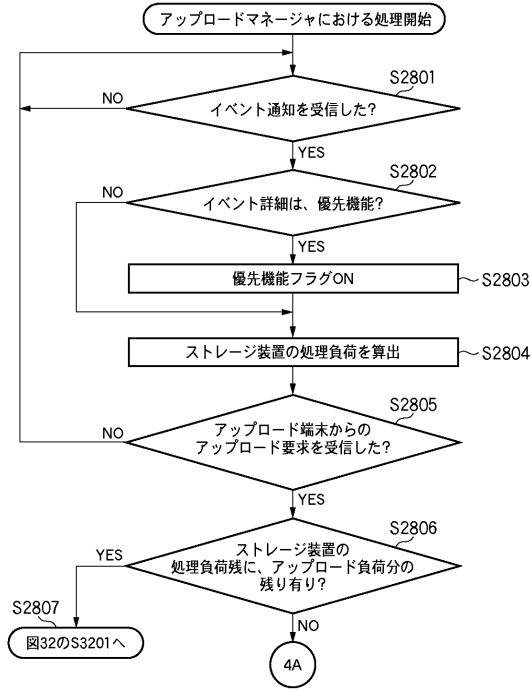 アップロードマネージャにおける処理開始
S2801
イベント通知を受信した?
NO
YES
S2802
イベント詳細は、優先機能?
NO
YES
優先機能フラグON
S2803
ストレージ装置の処理負荷を算出
S2804
S2805
アップロード端末からの
アップロード要求を受信した?
NO
YES
S2806
ストレージ装置の
処理負荷残に、アップロード負荷分の
残り有り?
YES
NO
S2807
図32のS3201へ
4A